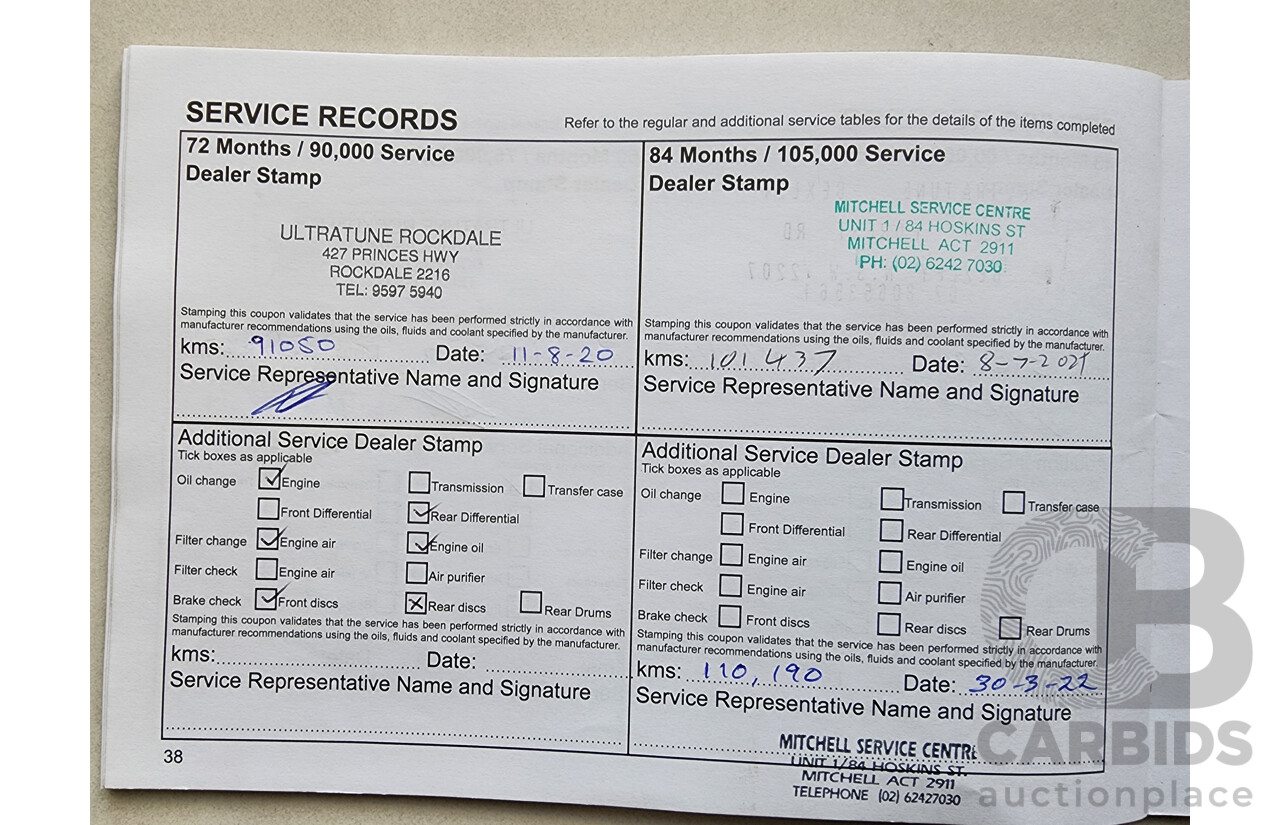 SERVICE RECORDS
Refer to the regular and additional service tables for the details of the items completed
72 Months / 90,000 Service
Dealer Stamp
ULTRATUNE ROCKDALE
427 PRINCES HWY
ROCKDALE 2216
TEL: 9597 5940
Stamping this coupon validates that the service has been performed strictly in accordance with
manufacturer recommendations using the oils, fluids and coolant specified by the manufacturer.
kms: 91050 Date: 11-8-20
Service Representative Name and Signature
84 Months / 105,000 Service
Dealer Stamp
MITCHELL SERVICE CENTRE
UNIT 1 / 84 HOSKINS ST
MITCHELL ACT 2911
PH: (02) 6242 7030
Stamping this coupon validates that the service has been performed strictly in accordance with
manufacturer recommendations using the oils, fluids and coolant specified by the manufacturer.
kms: 101 437 Date: 8-7-2021
Service Representative Name and Signature
Additional Service Dealer Stamp
Tick boxes as applicable
Oil change Engine Transmission Transfer case
Front Differential Rear Differential
Filter change Engine air Engine oil
Filter check Engine air Air purifier
Brake check Front discs Rear discs Rear Drums
Stamping this coupon validates that the service has been performed strictly in accordance with
manufacturer recommendations using the oils, fluids and coolant specified by the manufacturer.
kms: Date:
Service Representative Name and Signature
Additional Service Dealer Stamp
Tick boxes as applicable
Oil change Engine Transmission Transfer case
Front Differential Rear Differential
Filter change Engine air Engine oil
Filter check Engine air Air purifier
Brake check Front discs Rear discs Rear Drums
Stamping this coupon validates that the service has been performed strictly in accordance with
manufacturer recommendations using the oils, fluids and coolant specified by the manufacturer.
kms: 110,190 Date: 30-3-22
Service Representative Name and Signature
MITCHELL SERVICE CENTRE
UNIT 1/84 HOSKINS ST.
MITCHELL ACT 2911
TELEPHONE (02) 62427030
38
CB
CARBIDS
auctionplace